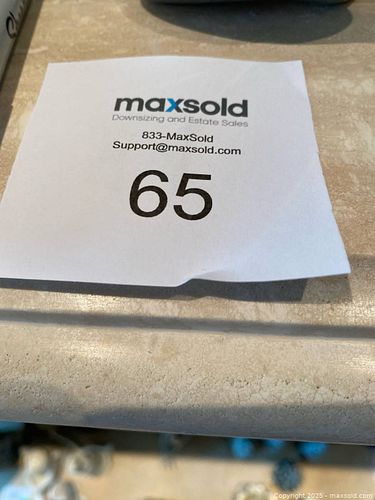 maxsold
Downsizing and Estate Sales
833-MaxSold
Support@maxsold.com
65
Copyright 2025 - maxsold.com